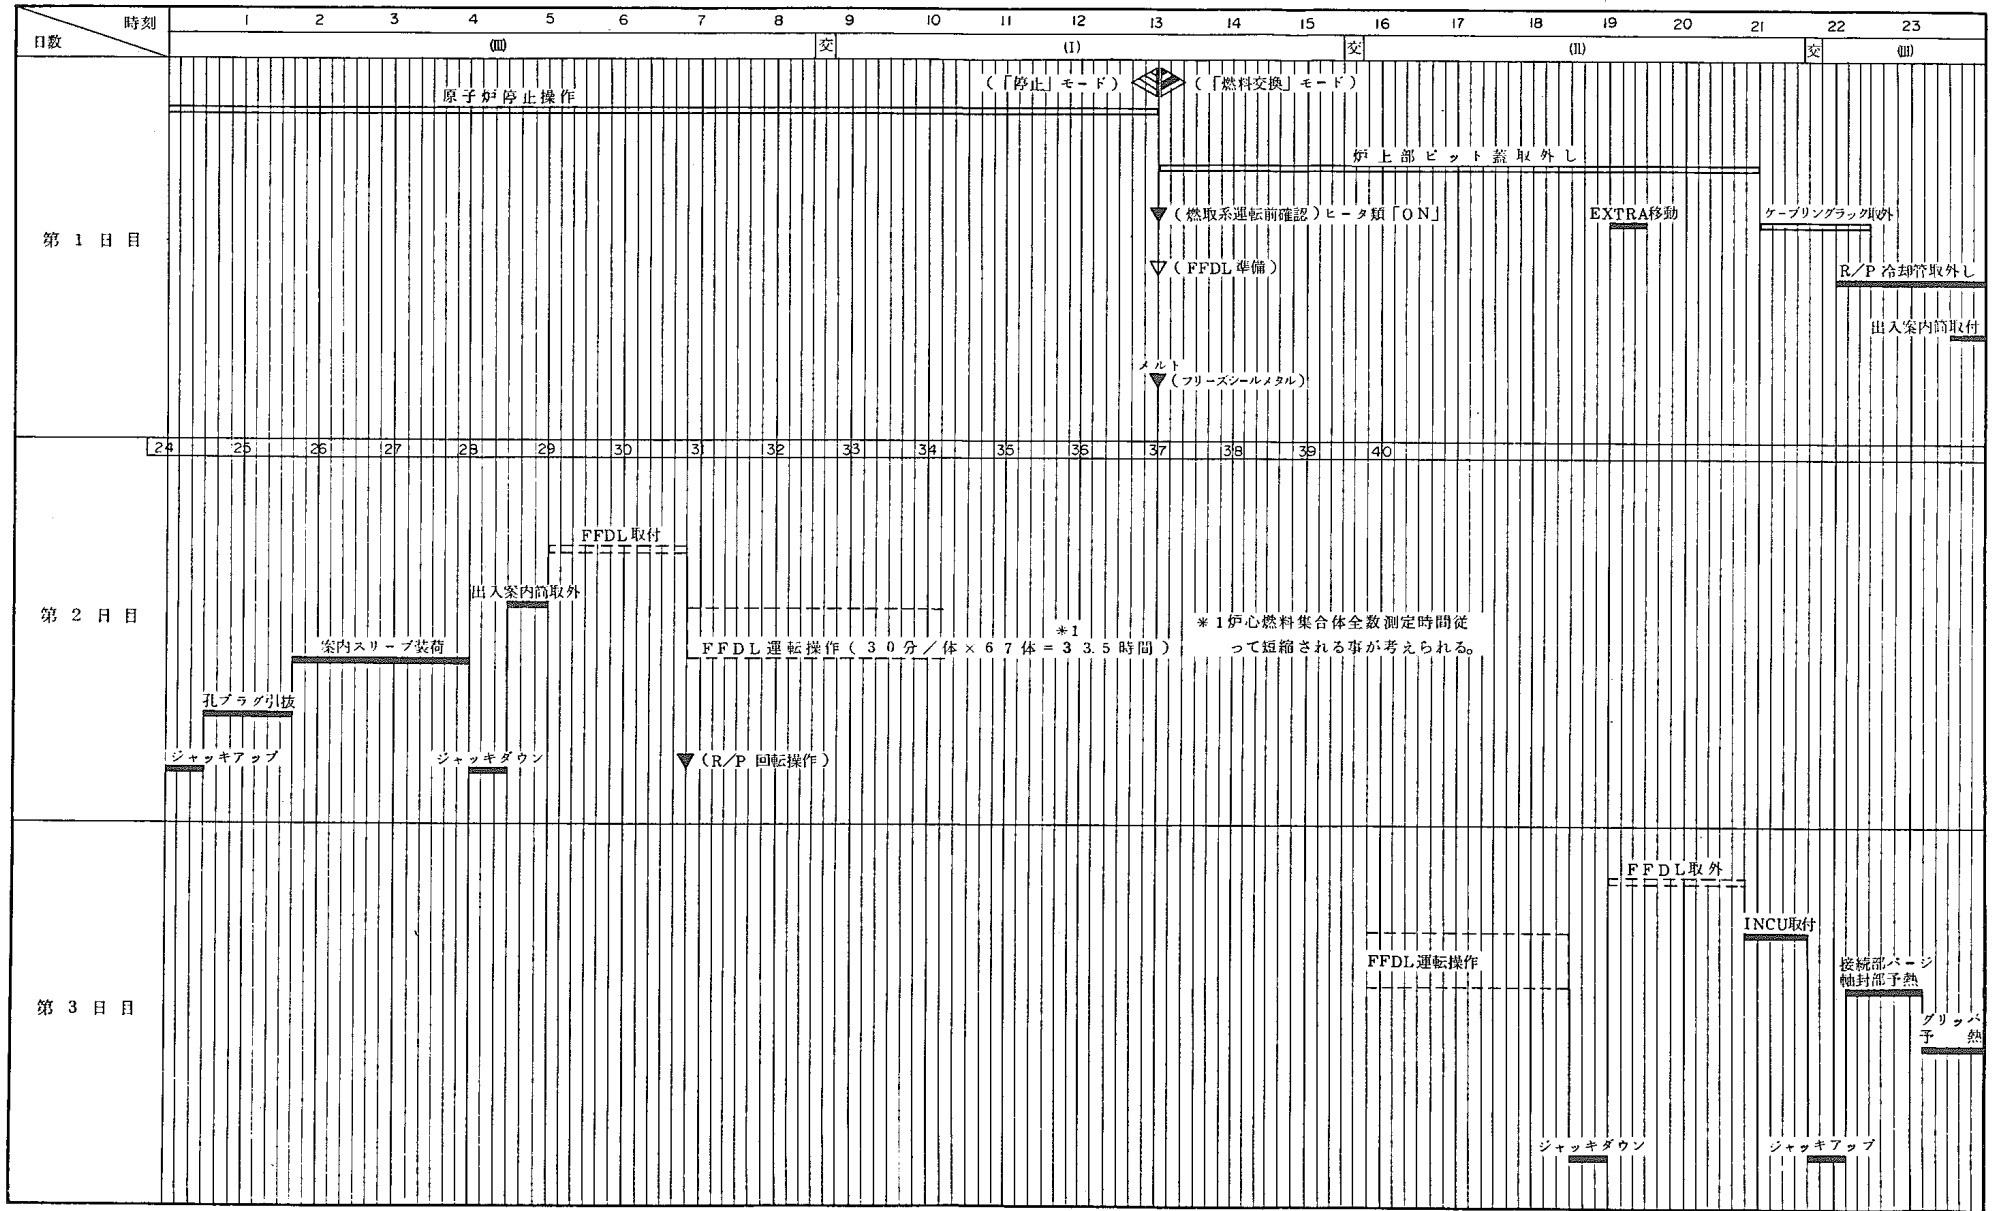 時刻
日数
1 2 3 4 5 6 7 8 9 10 11 12 13 14 15 16 17 18 19 20 21 22 23
(Ⅲ) 交 (Ⅰ) 交 (Ⅱ) 交 (Ⅲ)
第1日目
原子炉停止操作
(「停止」モード) (「燃料交換」モード)
炉上部ピット蓋取外し
(燃取系運転前確認)ヒータ類「ON」
EXTRA移動
ケーブリングラック取外
(FFDL準備)
R/P 冷却管取外し
出入案内筒取付
メルト
(フリーズシールメタル)
24 25 26 27 28 29 30 31 32 33 34 35 36 37 38 39 40
第2日目
FFDL取付
出入案内筒取外
案内スリーブ装荷
*1
FFDL運転操作(30分/体×67体=33.5時間)
*1炉心燃料集合体全数測定時間従
って短縮される事が考えられる。
孔プラグ引抜
ジャッキアップ
ジャッキダウン
(R/P 回転操作)
第3日目
FFDL取外
INCU取付
FFDL運転操作
接続部パージ
軸封部予熱
グリッパ
予熱
ジャッキダウン
ジャッキアップ